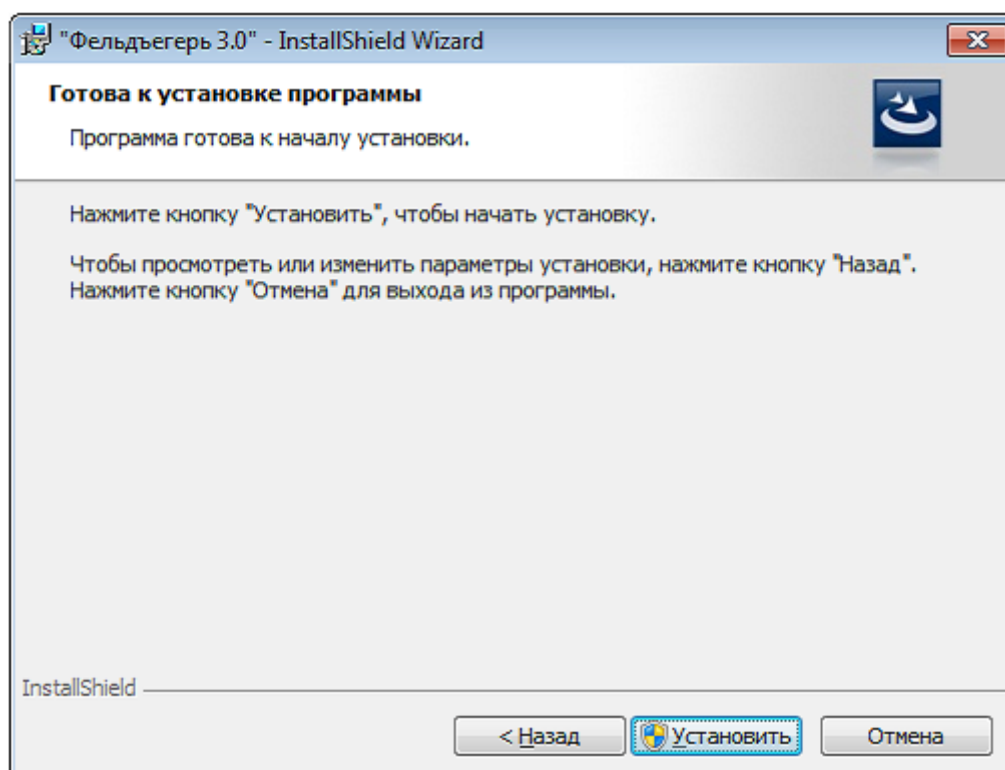 "Фельдъегерь 3.0" - InstallShield Wizard
Готова к установке программы
Программа готова к началу установки.
Нажмите кнопку "Установить", чтобы начать установку.
Чтобы просмотреть или изменить параметры установки, нажмите кнопку "Назад".
Нажмите кнопку "Отмена" для выхода из программы.
InstallShield
< Назад
Установить
Отмена